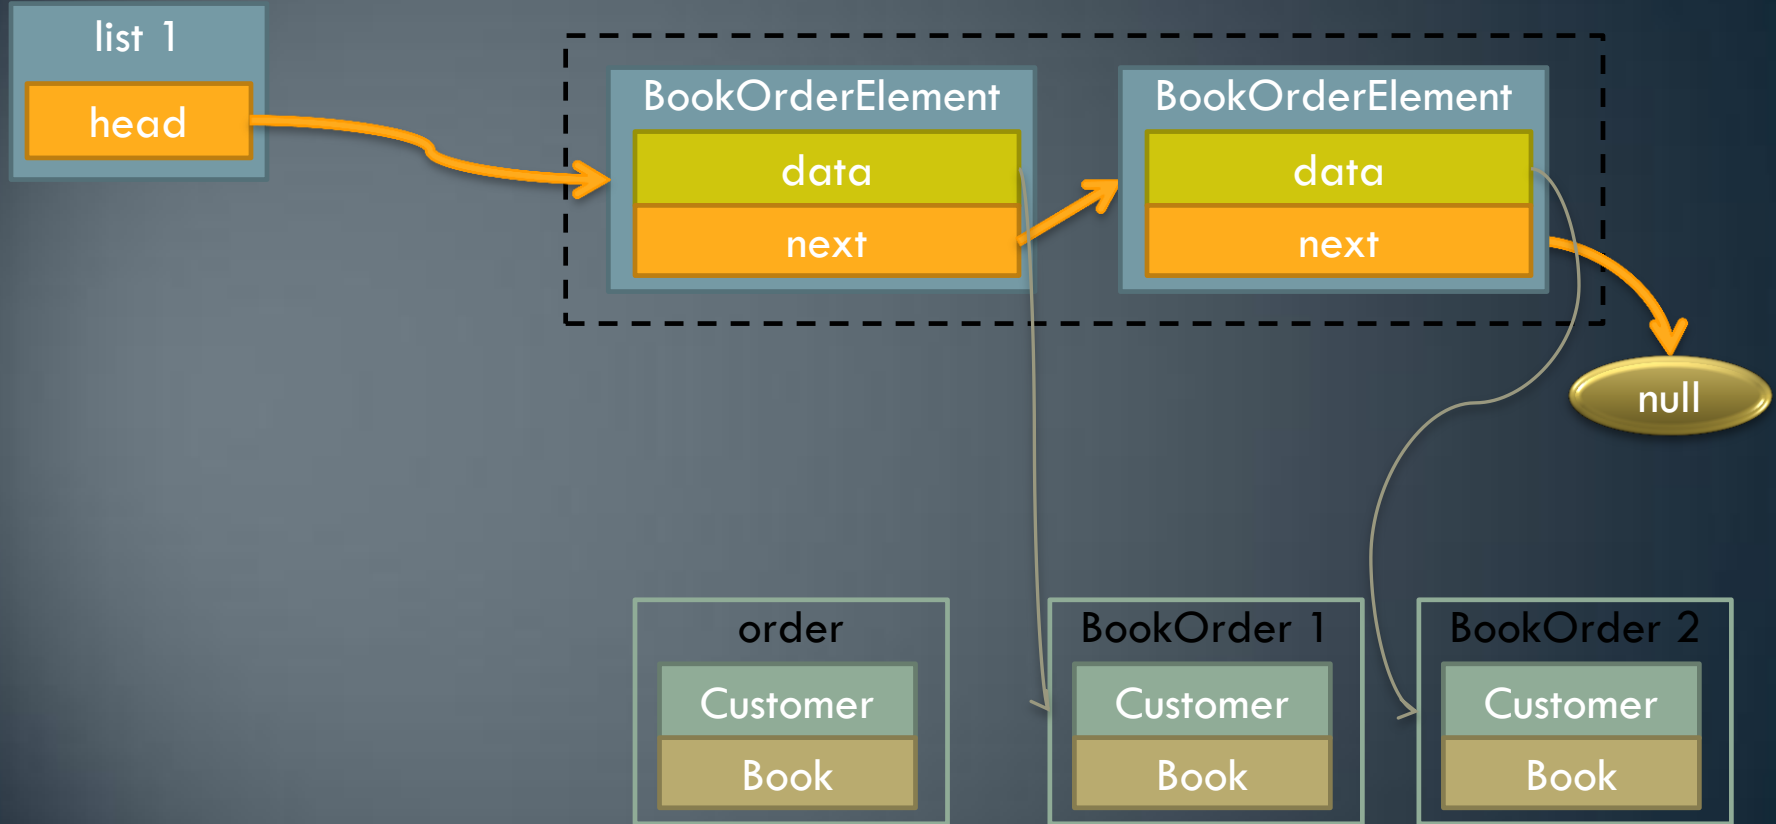 list 1
head
BookOrderElement
data
next
BookOrderElement
data
next
null
order
Customer
Book
BookOrder 1
Customer
Book
BookOrder 2
Customer
Book